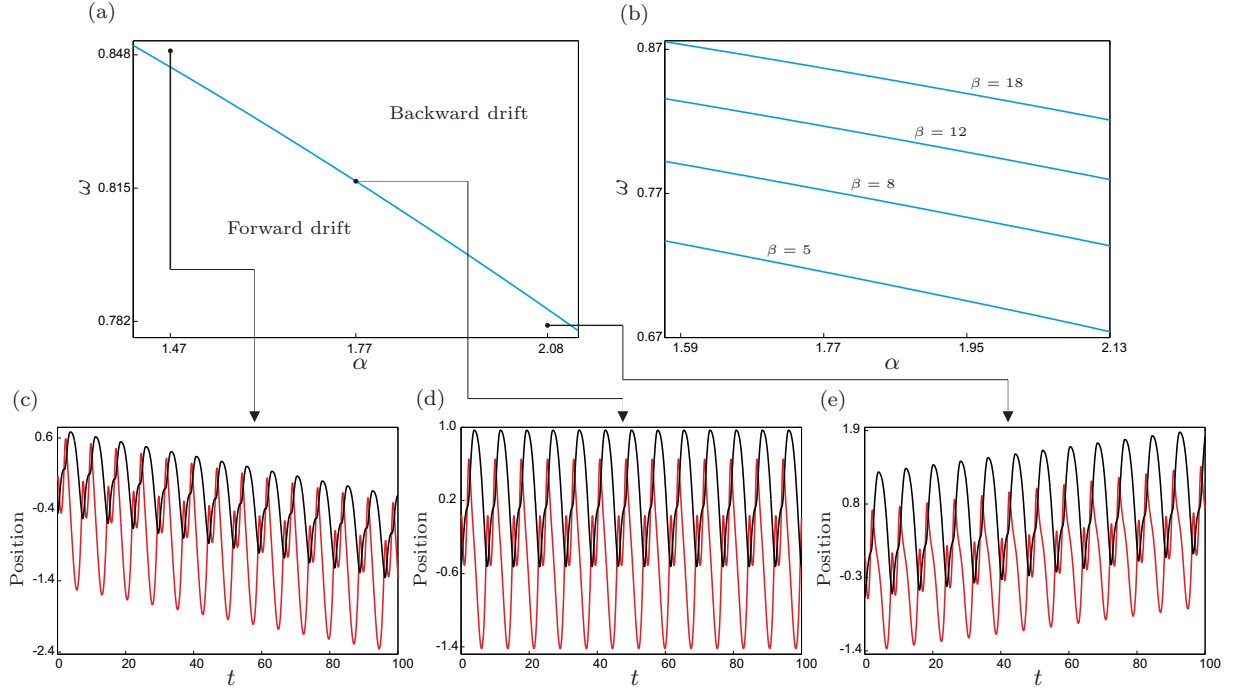 (a)
(b)
0.848
0.815
0.782
ω
Backward drift
Forward drift
1.47
1.77
2.08
α
0.87
0.77
0.67
ω
β = 18
β = 12
β = 8
β = 5
1.59
1.77
1.95
2.13
α
(c)
(d)
(e)
Position
0.6
-0.4
-1.4
-2.4
0
20
40
60
80
100
t
Position
1.0
0.2
-0.6
-1.4
0
20
40
60
80
100
t
Position
1.9
0.8
-0.3
-1.4
0
20
40
60
80
100
t